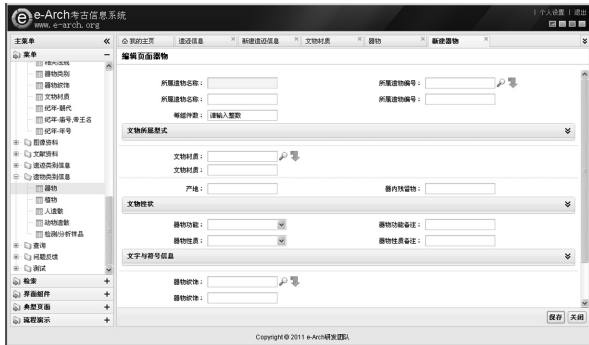 e-Arch考古信息系统
www.e-arch.org
个人设置 | 退出
主菜单
我的主页
遗迹信息
新建遗迹信息
文物材质
器物
新建器物
菜单
编辑页面器物
器物类别
器物纹饰
文物材质
纪年-朝代
纪年-庙号,帝王名
纪年-年号
图像资料
文献资料
遗迹类别信息
遗物类别信息
器物
植物
人遗骸
动物遗骸
检测/分析样品
查询
问题反馈
测试
检索
界面组件
典型页面
流程演示
所属遗物名称：
所属遗物编号：
所属遗物名称：
所属遗物编号：
每组件数： 请输入整数
文物所属型式
文物材质：
文物材质：
产地：
器内残留物：
文物性状
器物功能：
器物功能备注：
器物性质：
器物性质备注：
文字与符号信息
器物纹饰：
器物纹饰：
保存 关闭
Copyright © 2011 e-Arch研发团队